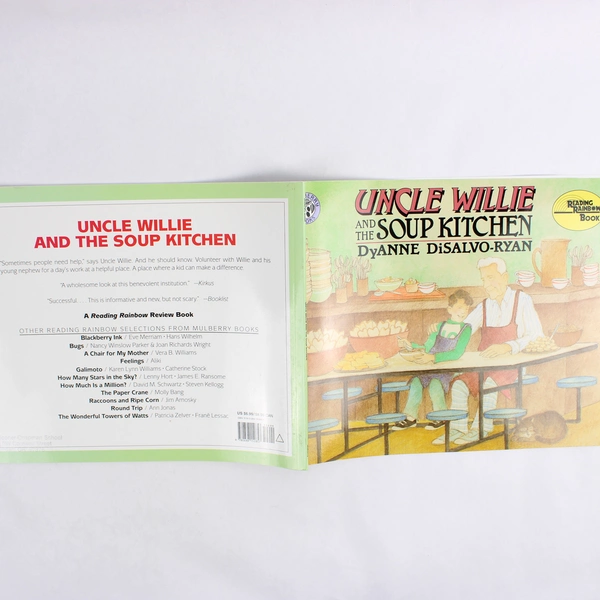 UNCLE WILLIE
AND THE SOUP KITCHEN
"Sometimes people need help," says Uncle Willie. And he should know. Volunteer with Willie and his
young nephew for a day's work at a helpful place. A place where a kid can make a difference.
"A wholesome look at this benevolent institution." —Kirkus
"Successful. . . . This is informative and new, but not scary." —Booklist
A Reading Rainbow Review Book
OTHER READING RAINBOW SELECTIONS FROM MULBERRY BOOKS
Blackberry Ink / Eve Merriam • Hans Wilhelm
Bugs / Nancy Winslow Parker & Joan Richards Wright
A Chair for My Mother / Vera B. Williams
Feelings / Aliki
Galimoto / Karen Lynn Williams • Catherine Stock
How Many Stars in the Sky? / Lenny Hort • James E. Ransome
How Much Is a Million? / David M. Schwartz • Steven Kellogg
The Paper Crane / Molly Bang
Raccoons and Ripe Corn / Jim Arnosky
Round Trip / Ann Jonas
The Wonderful Towers of Watts / Patricia Zelver • Frané Lessac
UNCLE WILLIE
AND THE SOUP KITCHEN
DyANNE DiSALVO-RYAN
READING
RAINBOW
Book